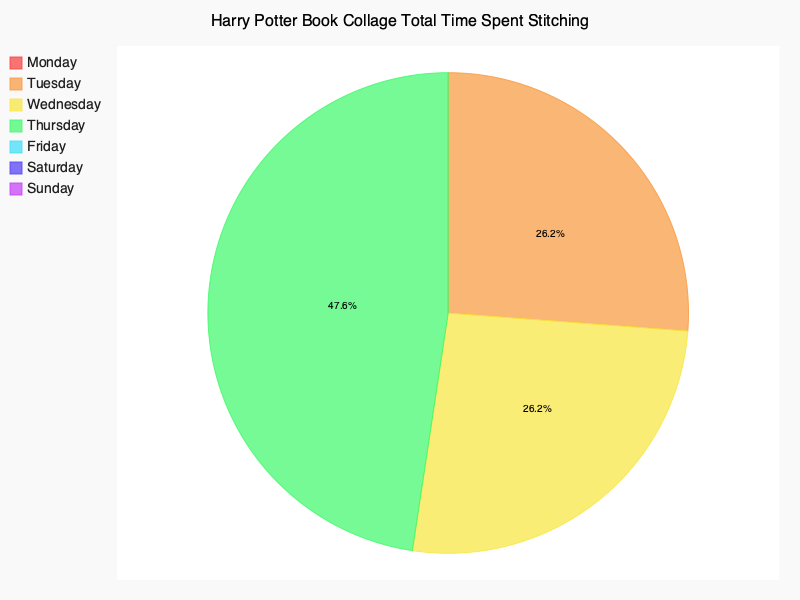 Harry Potter Book Collage Total Time Spent Stitching
Monday
Tuesday
Wednesday
Thursday
Friday
Saturday
Sunday
26.2%
47.6%
26.2%